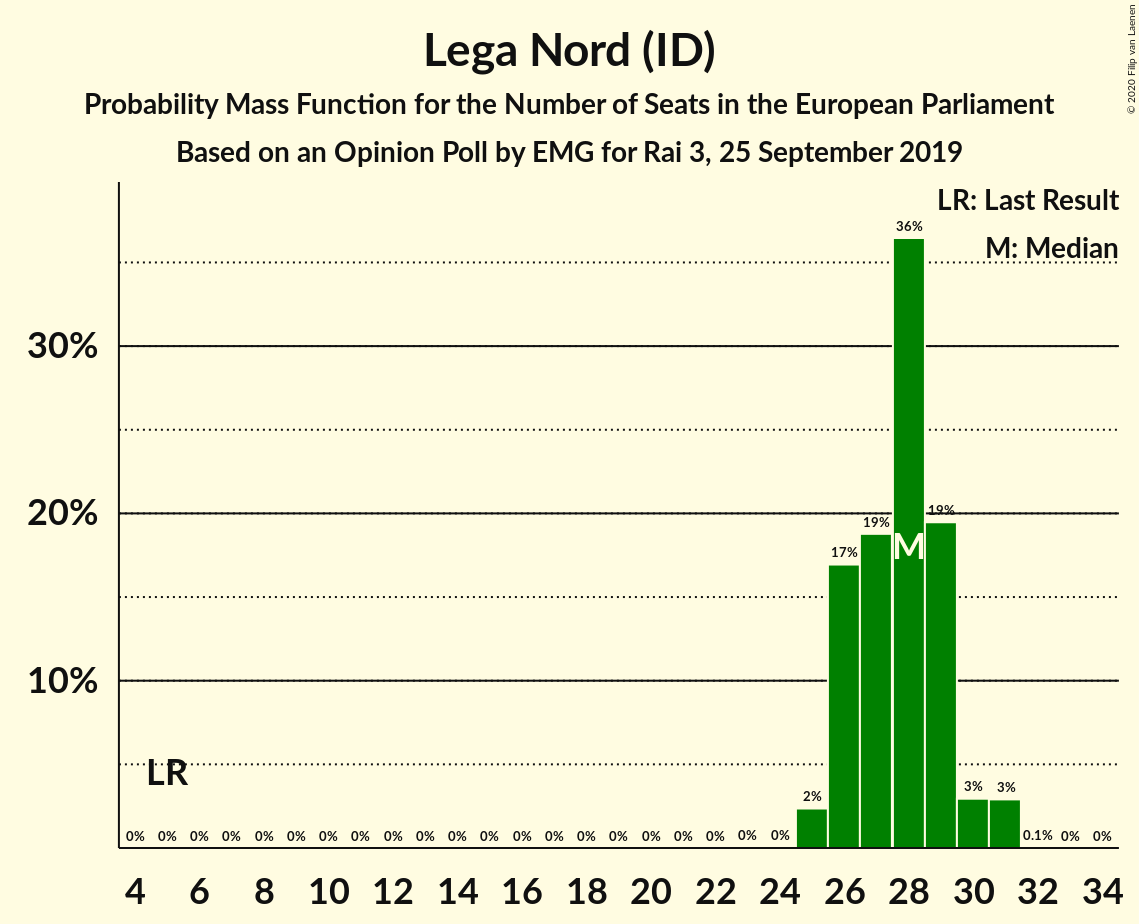 Lega Nord (ID)
Probability Mass Function for the Number of Seats in the European Parliament
Based on an Opinion Poll by EMG for Rai 3, 25 September 2019
© 2020 Filip van Laenen
LR: Last Result
M: Median
30%
20%
10%
LR
M
0% 0% 0% 0% 0% 0% 0% 0% 0% 0% 0% 0% 0% 0% 0% 0% 0% 0% 0% 0% 0% 2% 17% 19% 36% 19% 3% 3% 0.1% 0% 0%
4 6 8 10 12 14 16 18 20 22 24 26 28 30 32 34